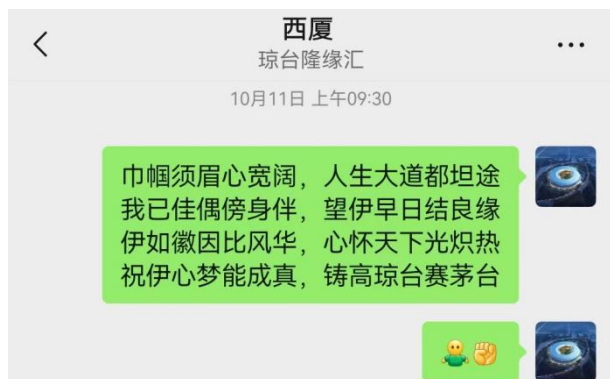 西厦
琼台隆缘汇
10月11日 上午09:30
巾帼须眉心宽阔，人生大道都坦途
我已佳偶傍身伴，望伊早日结良缘
伊如徽因比风华，心怀天下光炽热
祝伊心梦能成真，铸高琼台赛茅台